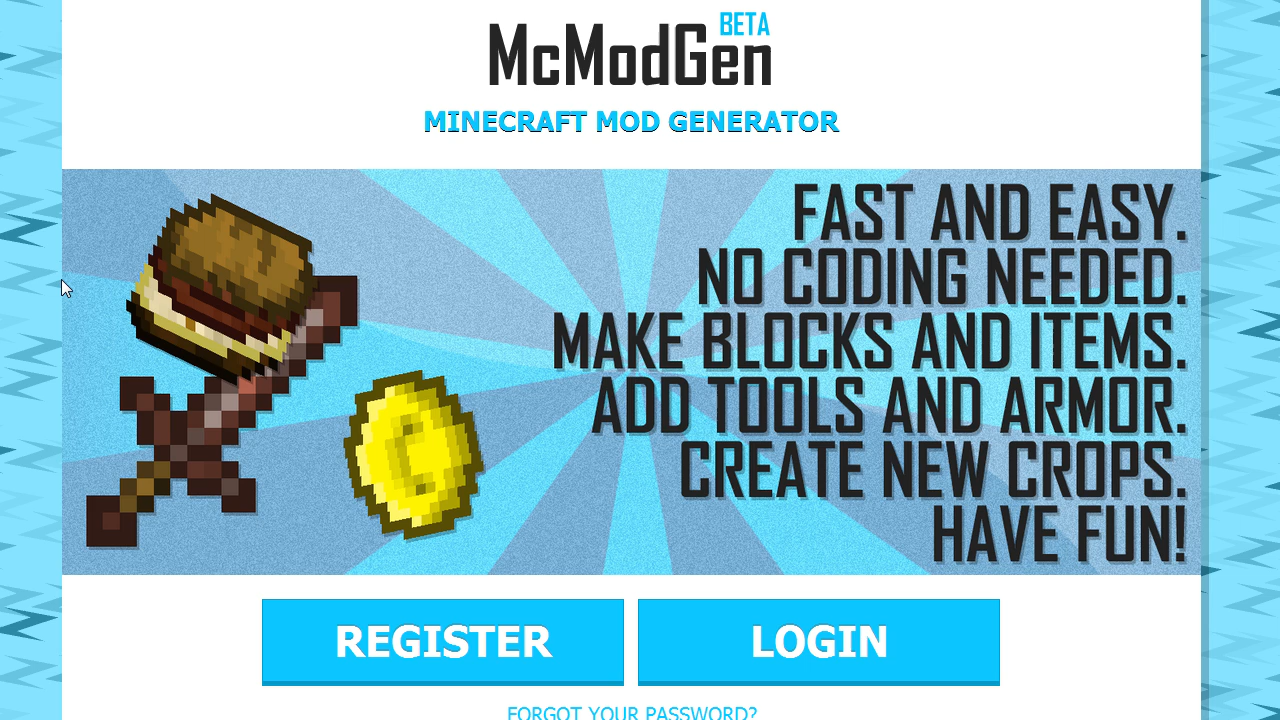 BETA
McModGen
MINECRAFT MOD GENERATOR
FAST AND EASY.
NO CODING NEEDED.
MAKE BLOCKS AND ITEMS.
ADD TOOLS AND ARMOR.
CREATE NEW CROPS.
HAVE FUN!
REGISTER
LOGIN
FORGOT YOUR PASSWORD?